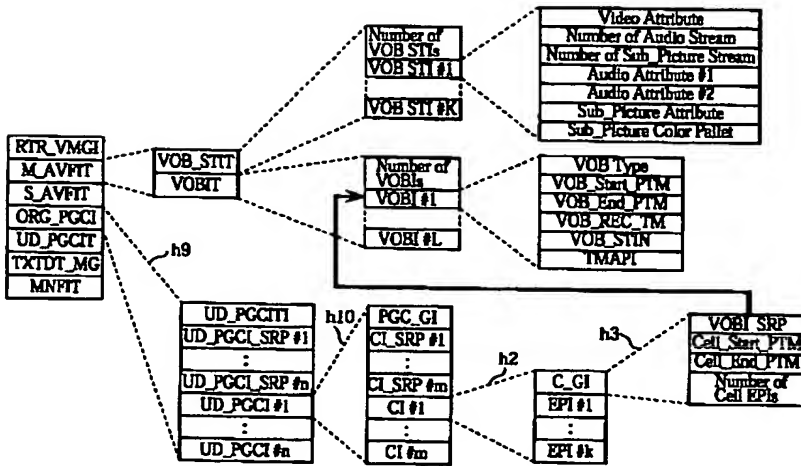 Number of
VOB STIs
VOB STI #1
VOB STI #K
Video Attribute
Number of Audio Stream
Number of Sub_Picture Stream
Audio Attribute #1
Audio Attribute #2
Sub_Picture Attribute
Sub_Picture Color Pallet
RTR_VMGI
M_AVFIT
S_AVFIT
ORG_PGCI
UD_PGCIT
TXTDT_MG
MNFIT
VOB_STIT
VOBIT
Number of
VOBIs
VOBI #1
VOBI #L
VOB Type
VOB_Start_PTM
VOB_End_PTM
VOB_REC_TM
VOB_STIN
TMAPI
h9
UD_PGCITI
UD_PGCI_SRP #1
⋮
UD_PGCI_SRP #n
UD_PGCI #1
⋮
UD_PGCI #n
h10
PGC_GI
CI_SRP #1
⋮
CI_SRP #m
CI #1
⋮
CI #m
h2
C_GI
EPI #1
⋮
EPI #k
h3
VOBI_SRP
Cell_Start_PTM
Cell_End_PTM
Number of
Cell EPIs